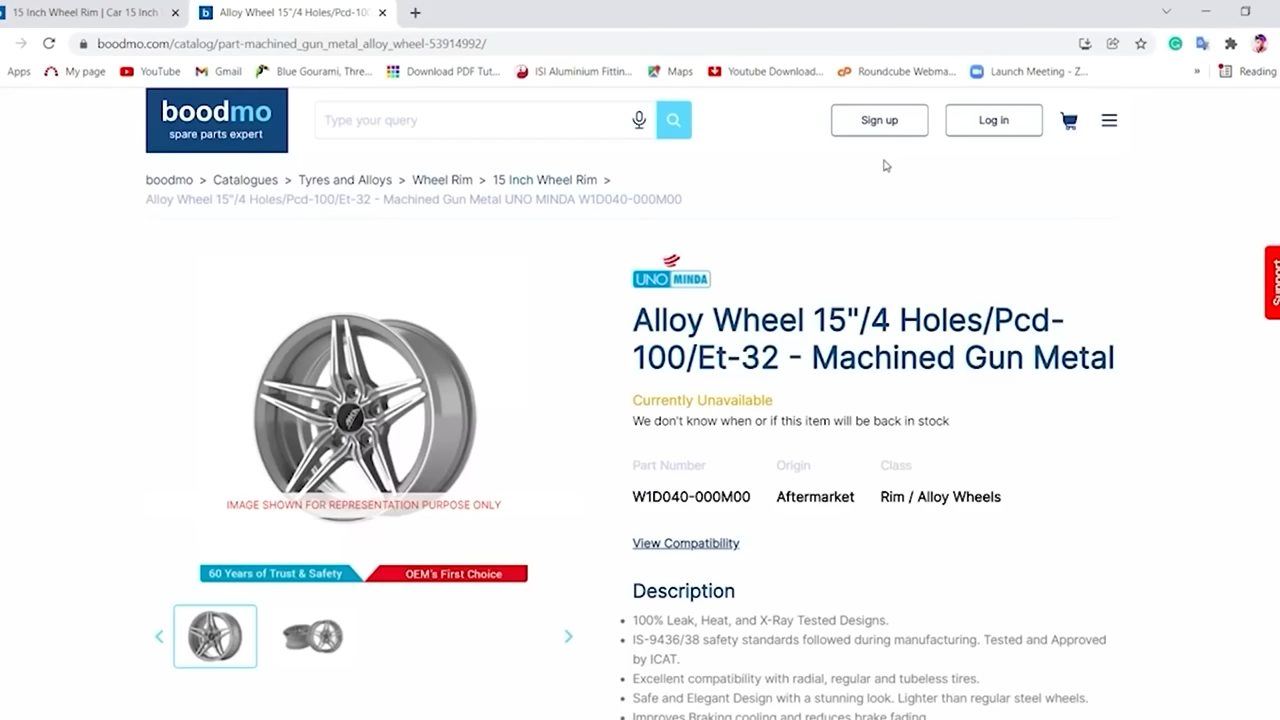 15 Inch Wheel Rim | Car 15 Inch
Alloy Wheel 15"/4 Holes/Pcd-100
boodmo.com/catalog/part-machined_gun_metal_alloy_wheel-53914992/
Apps My page YouTube Gmail Blue Gourami, Thre... Download PDF Tut... ISI Aluminium Fittin... Maps Youtube Download... Roundcube Webma... Launch Meeting - Z... » Reading
boodmo
spare parts expert
Type your query
Sign up
Log in
boodmo > Catalogues > Tyres and Alloys > Wheel Rim > 15 Inch Wheel Rim >
Alloy Wheel 15"/4 Holes/Pcd-100/Et-32 - Machined Gun Metal UNO MINDA W1D040-000M00
Support
UNO MINDA
Alloy Wheel 15"/4 Holes/Pcd-
100/Et-32 - Machined Gun Metal
Currently Unavailable
We don't know when or if this item will be back in stock
Part Number Origin Class
W1D040-000M00 Aftermarket Rim / Alloy Wheels
IMAGE SHOWN FOR REPRESENTATION PURPOSE ONLY
View Compatibility
60 Years of Trust & Safety OEM's First Choice
Description
100% Leak, Heat, and X-Ray Tested Designs.
IS-9436/38 safety standards followed during manufacturing. Tested and Approved
by ICAT.
Excellent compatibility with radial, regular and tubeless tires.
Safe and Elegant Design with a stunning look. Lighter than regular steel wheels.
Improves Braking cooling and reduces brake fading